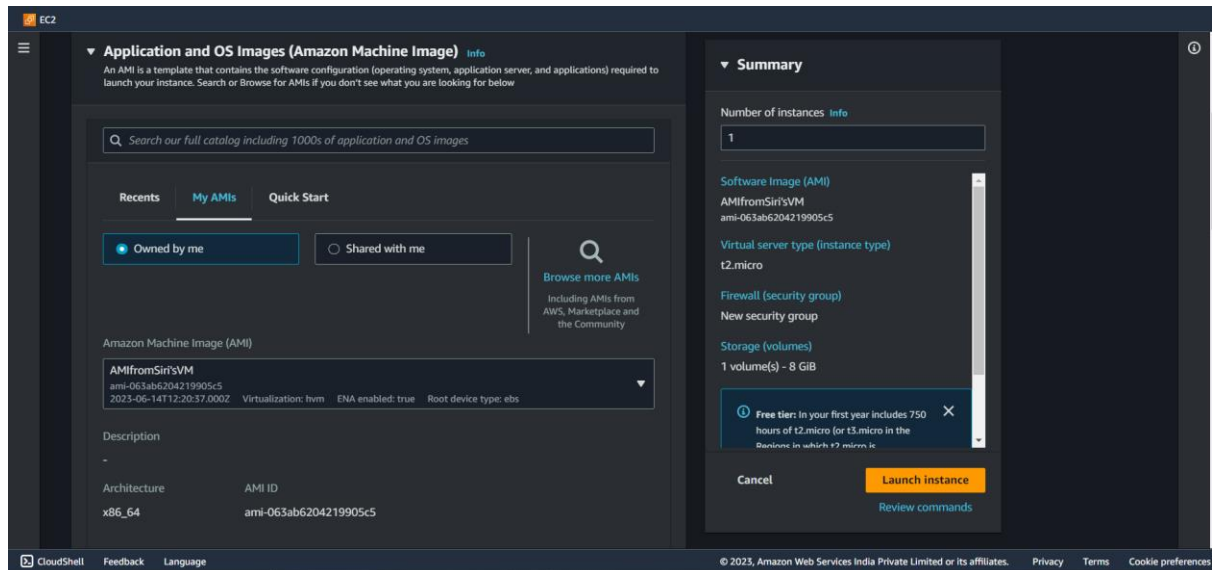 EC2
Application and OS Images (Amazon Machine Image) Info
An AMI is a template that contains the software configuration (operating system, application server, and applications) required to
launch your instance. Search or Browse for AMIs if you don't see what you are looking for below
Search our full catalog including 1000s of application and OS images
Recents My AMIs Quick Start
Owned by me Shared with me
Browse more AMIs
Including AMIs from
AWS, Marketplace and
the Community
Amazon Machine Image (AMI)
AMIfromSiri'sVM
ami-063ab6204219905c5
2023-06-14T12:20:37.000Z Virtualization: hvm ENA enabled: true Root device type: ebs
Description
-
Architecture AMI ID
x86_64 ami-063ab6204219905c5
Summary
Number of instances Info
1
Software Image (AMI)
AMIfromSiri'sVM
ami-063ab6204219905c5
Virtual server type (instance type)
t2.micro
Firewall (security group)
New security group
Storage (volumes)
1 volume(s) - 8 GiB
Free tier: In your first year includes 750
hours of t2.micro (or t3.micro in the
Regions in which t2.micro is
Cancel Launch instance
Review commands
CloudShell Feedback Language © 2023, Amazon Web Services India Private Limited or its affiliates. Privacy Terms Cookie preferences